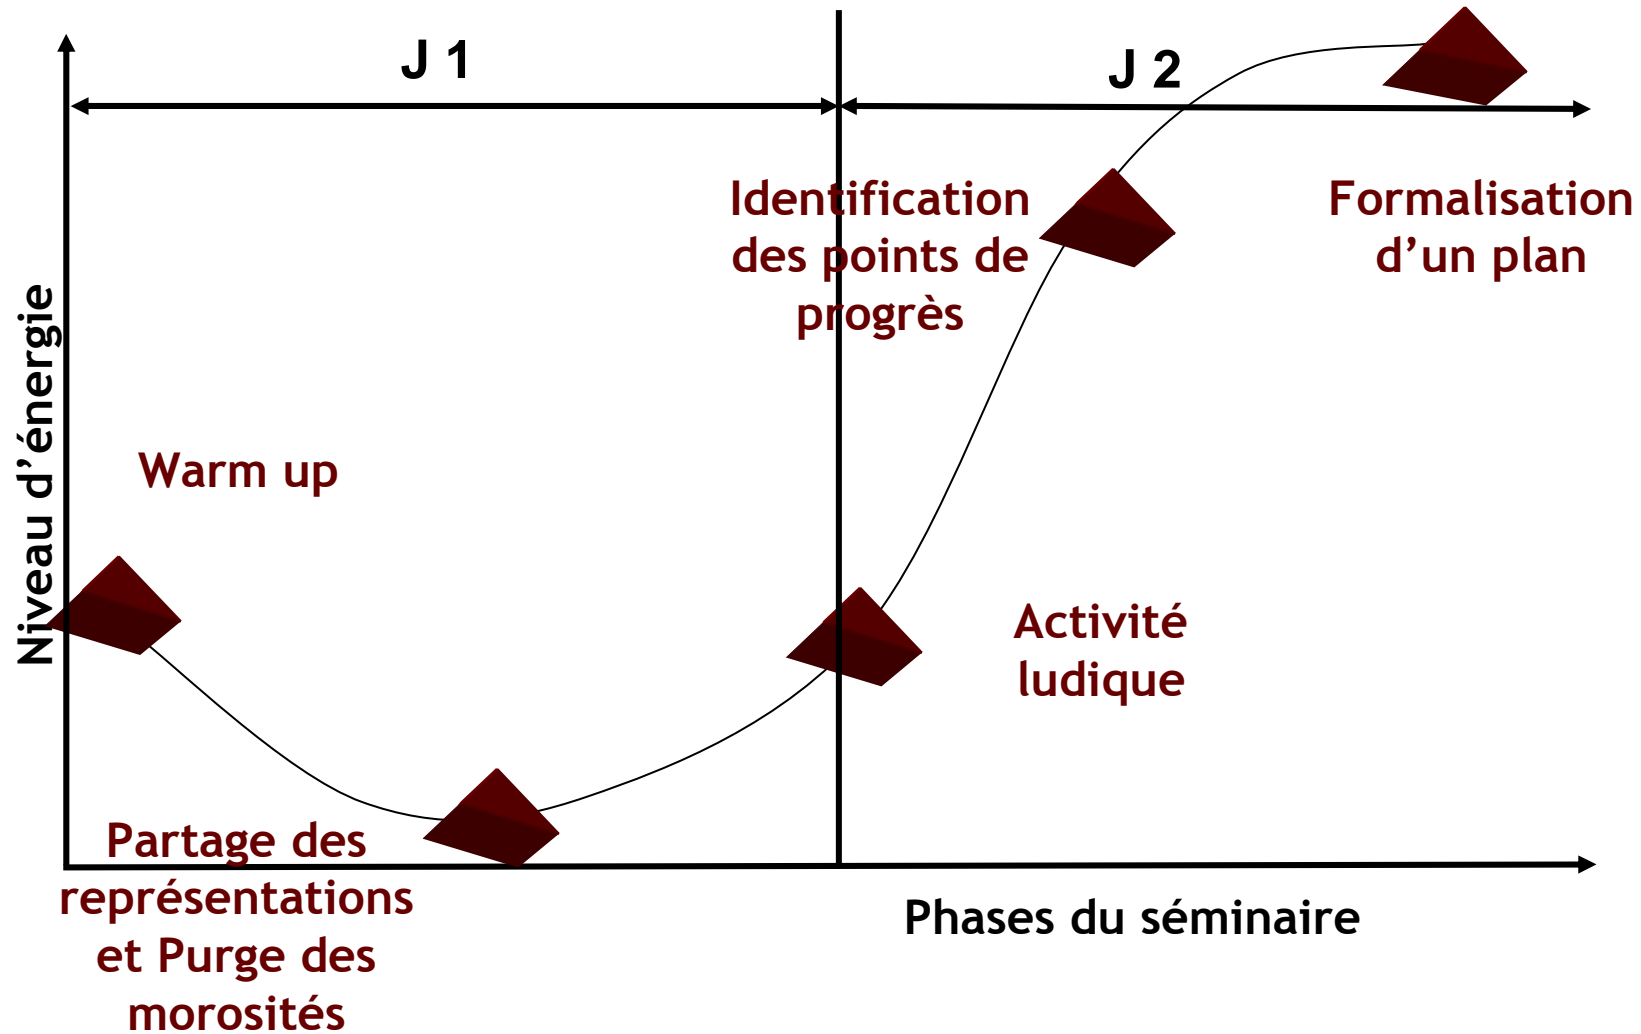 J 1
J 2
Identification
des points de
progrès
Formalisation
d’un plan
Niveau d’énergie
Warm up
Activité
ludique
Partage des
représentations
et Purge des
morosités
Phases du séminaire